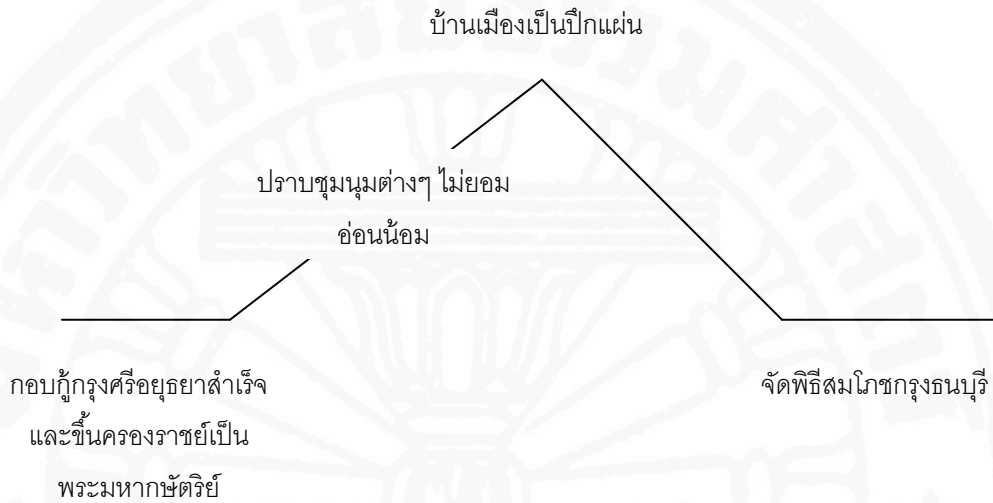 บ้านเมืองเป็นปึกแผ่น
ปราบชุมนุมต่างๆ ไม่ยอม
อ่อนน้อม
กอบกู้กรุงศรีอยุธยาสำเร็จ
และขึ้นครองราชย์เป็น
พระมหากษัตริย์
จัดพิธีสมโภชกรุงธนบุรี